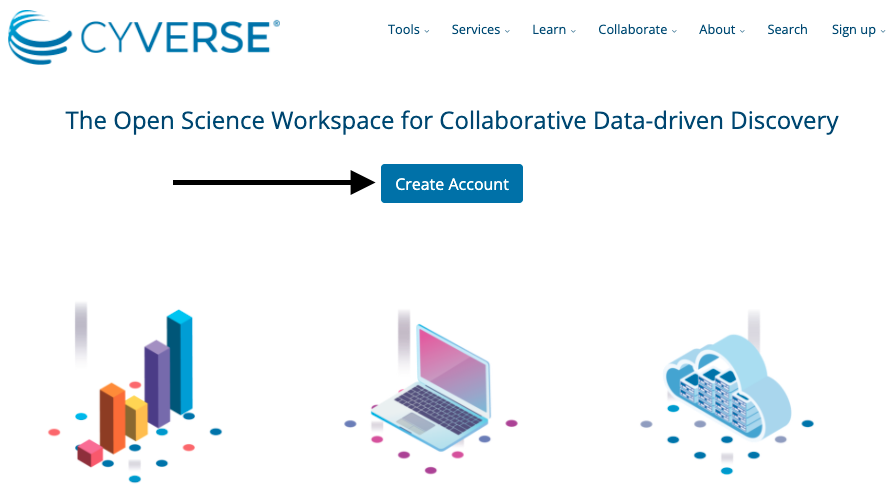 CYVERSE®
Tools Services Learn Collaborate About Search Sign up
The Open Science Workspace for Collaborative Data-driven Discovery
Create Account